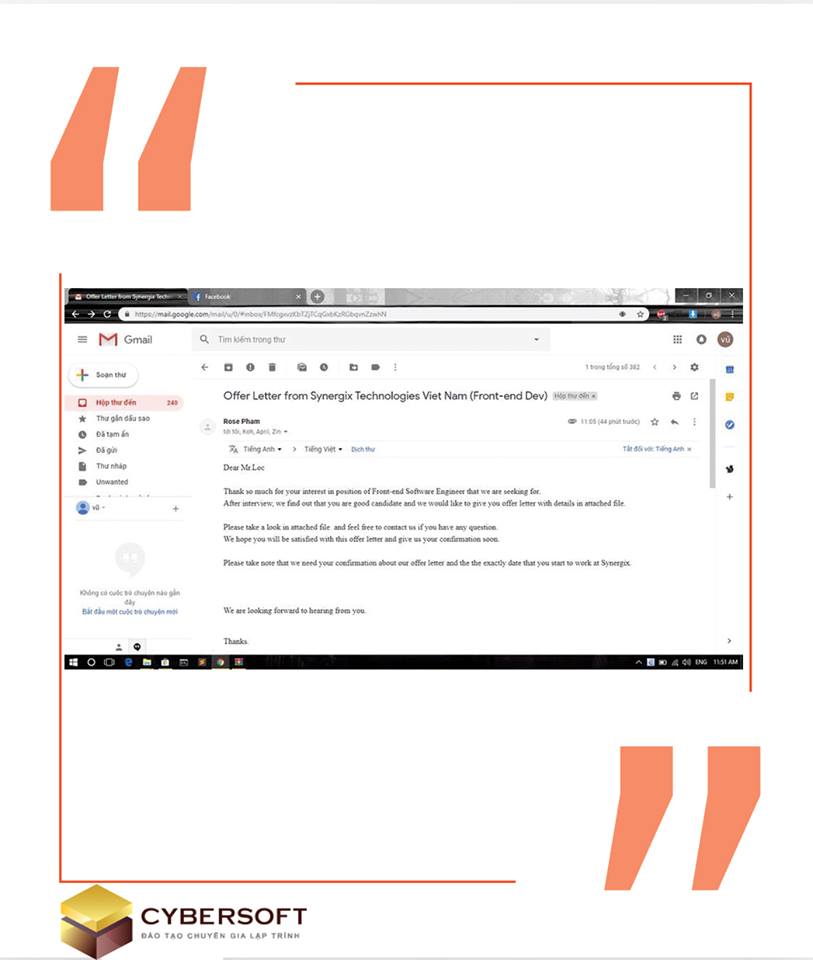 Offer Letter from Synergix Tech
Facebook
https://mail.google.com/mail/u/0/#inbox/FMfcgxvzKbTZjTCqGxbKzRGbqvnZzwhN
Gmail
Tìm kiếm trong thư
vũ
Soạn thư
1 trong tổng số 382
Hộp thư đến 240
Thư gắn dấu sao
Đã tạm ẩn
Đã gửi
Thư nháp
Unwanted
vũ
Không có cuộc trò chuyện nào gần
đây
Bắt đầu một cuộc trò chuyện mới
Offer Letter from Synergix Technologies Viet Nam (Front-end Dev) Hộp thư đến x
Rose Pham 11:05 (44 phút trước)
tới tôi, Koh, April, Zin
Tiếng Anh > Tiếng Việt Dịch thư Tắt đối với: Tiếng Anh x
Dear Mr.Loc
Thank so much for your interest in position of Front-end Software Engineer that we are seeking for.
After interview, we find out that you are good candidate and we would like to give you offer letter with details in attached file.
Please take a look in attached file and feel free to contact us if you have any question.
We hope you will be satisfied with this offer letter and give us your confirmation soon.
Please take note that we need your confirmation about our offer letter and the the exactly date that you start to work at Synergix.
We are looking forward to hearing from you.
Thanks.
ENG 11:51 AM
CYBERSOFT
ĐÀO TẠO CHUYÊN GIA LẬP TRÌNH